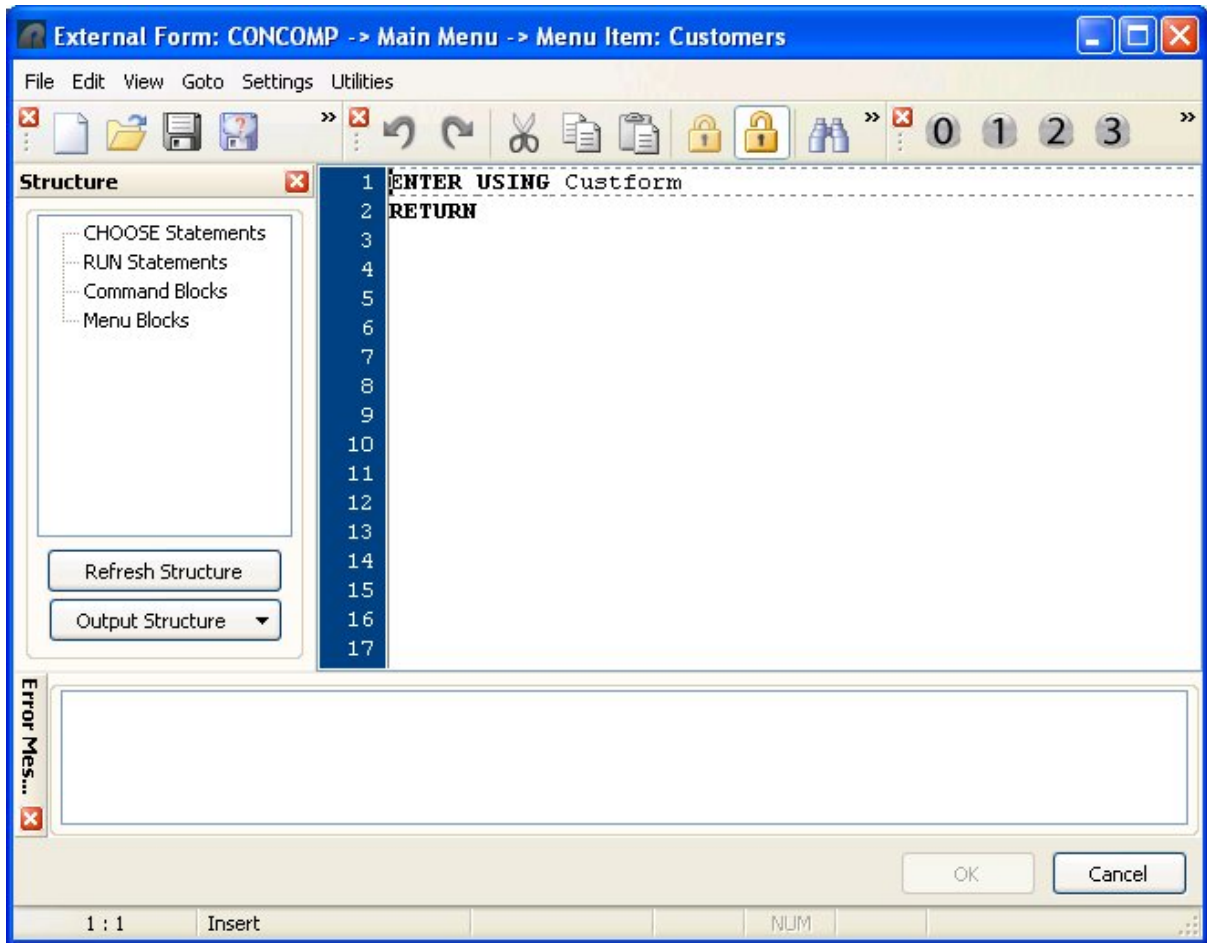 External Form: CONCOMP -> Main Menu -> Menu Item: Customers
File Edit View Goto Settings Utilities
» » 0 1 2 3 »
Structure
CHOOSE Statements
RUN Statements
Command Blocks
Menu Blocks
Refresh Structure
Output Structure
1 ENTER USING Custform
2 RETURN
3
4
5
6
7
8
9
10
11
12
13
14
15
16
17
Error Mes...
OK Cancel
1 : 1 Insert NUM